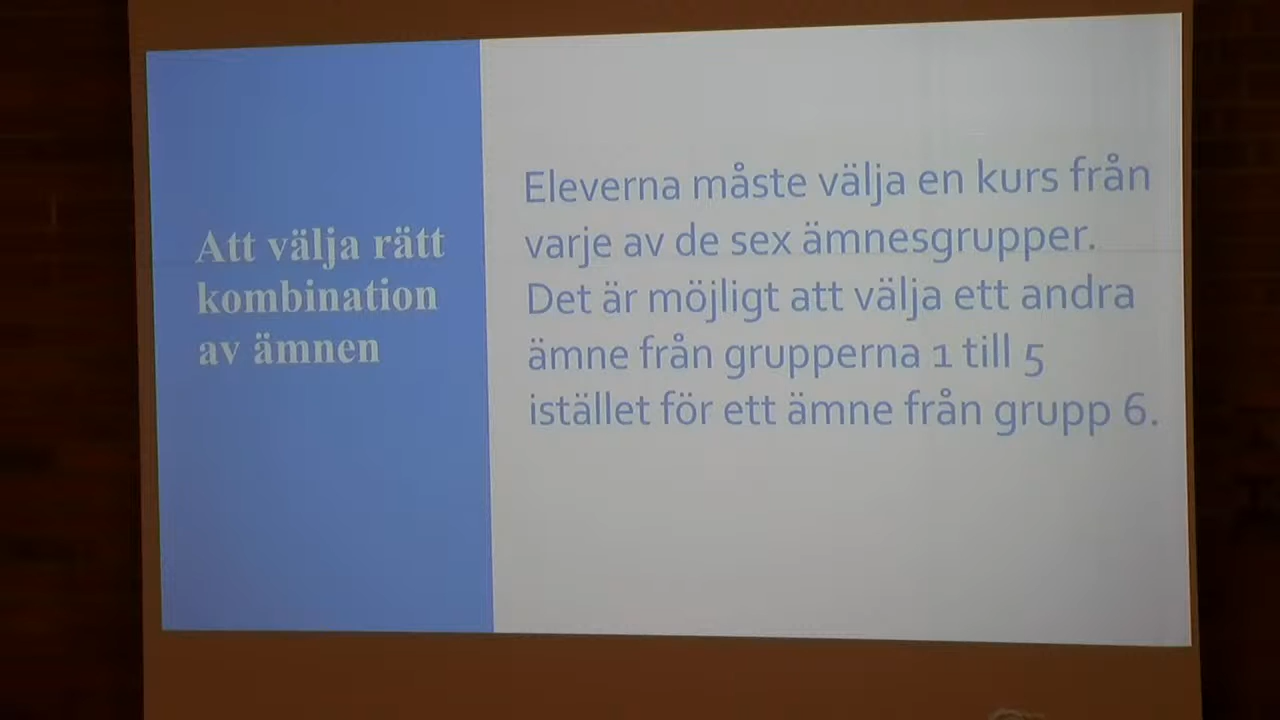 Att välja rätt
kombination
av ämnen
Eleverna måste välja en kurs från
varje av de sex ämnesgrupper.
Det är möjligt att välja ett andra
ämne från grupperna 1 till 5
istället för ett ämne från grupp 6.